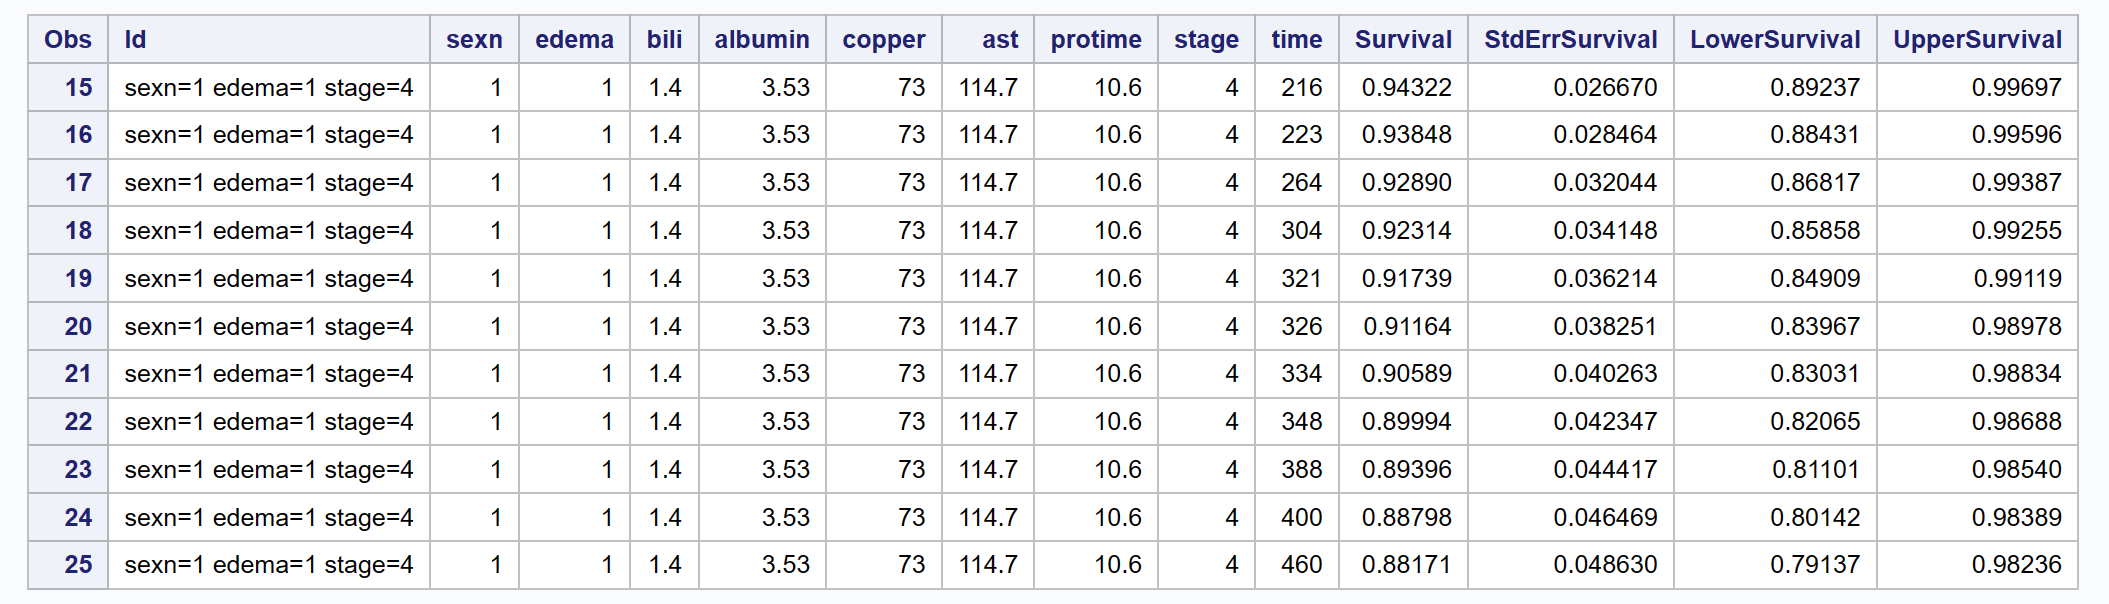 Obs Id sexn edema bili albumin copper ast protime stage time Survival StdErrSurvival LowerSurvival UpperSurvival
15 sexn=1 edema=1 stage=4 1 1 1.4 3.53 73 114.7 10.6 4 216 0.94322 0.026670 0.89237 0.99697
16 sexn=1 edema=1 stage=4 1 1 1.4 3.53 73 114.7 10.6 4 223 0.93848 0.028464 0.88431 0.99596
17 sexn=1 edema=1 stage=4 1 1 1.4 3.53 73 114.7 10.6 4 264 0.92890 0.032044 0.86817 0.99387
18 sexn=1 edema=1 stage=4 1 1 1.4 3.53 73 114.7 10.6 4 304 0.92314 0.034148 0.85858 0.99255
19 sexn=1 edema=1 stage=4 1 1 1.4 3.53 73 114.7 10.6 4 321 0.91739 0.036214 0.84909 0.99119
20 sexn=1 edema=1 stage=4 1 1 1.4 3.53 73 114.7 10.6 4 326 0.91164 0.038251 0.83967 0.98978
21 sexn=1 edema=1 stage=4 1 1 1.4 3.53 73 114.7 10.6 4 334 0.90589 0.040263 0.83031 0.98834
22 sexn=1 edema=1 stage=4 1 1 1.4 3.53 73 114.7 10.6 4 348 0.89994 0.042347 0.82065 0.98688
23 sexn=1 edema=1 stage=4 1 1 1.4 3.53 73 114.7 10.6 4 388 0.89396 0.044417 0.81101 0.98540
24 sexn=1 edema=1 stage=4 1 1 1.4 3.53 73 114.7 10.6 4 400 0.88798 0.046469 0.80142 0.98389
25 sexn=1 edema=1 stage=4 1 1 1.4 3.53 73 114.7 10.6 4 460 0.88171 0.048630 0.79137 0.98236